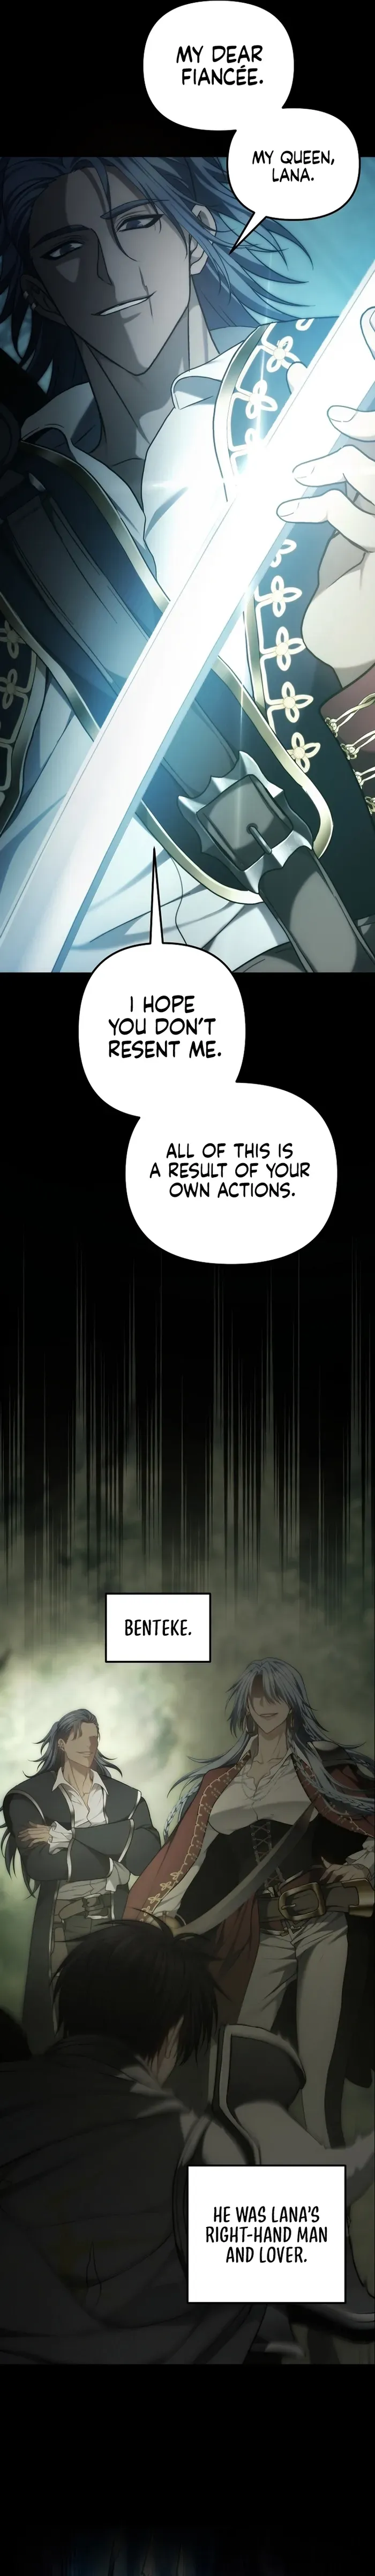 MY DEAR
FIANCÉE.
MY QUEEN,
LANA.
I HOPE
YOU DON'T
RESENT ME.
ALL OF THIS IS
A RESULT OF YOUR
OWN ACTIONS.
BENTEKE.
HE WAS LANA'S
RIGHT-HAND MAN
AND LOVER.